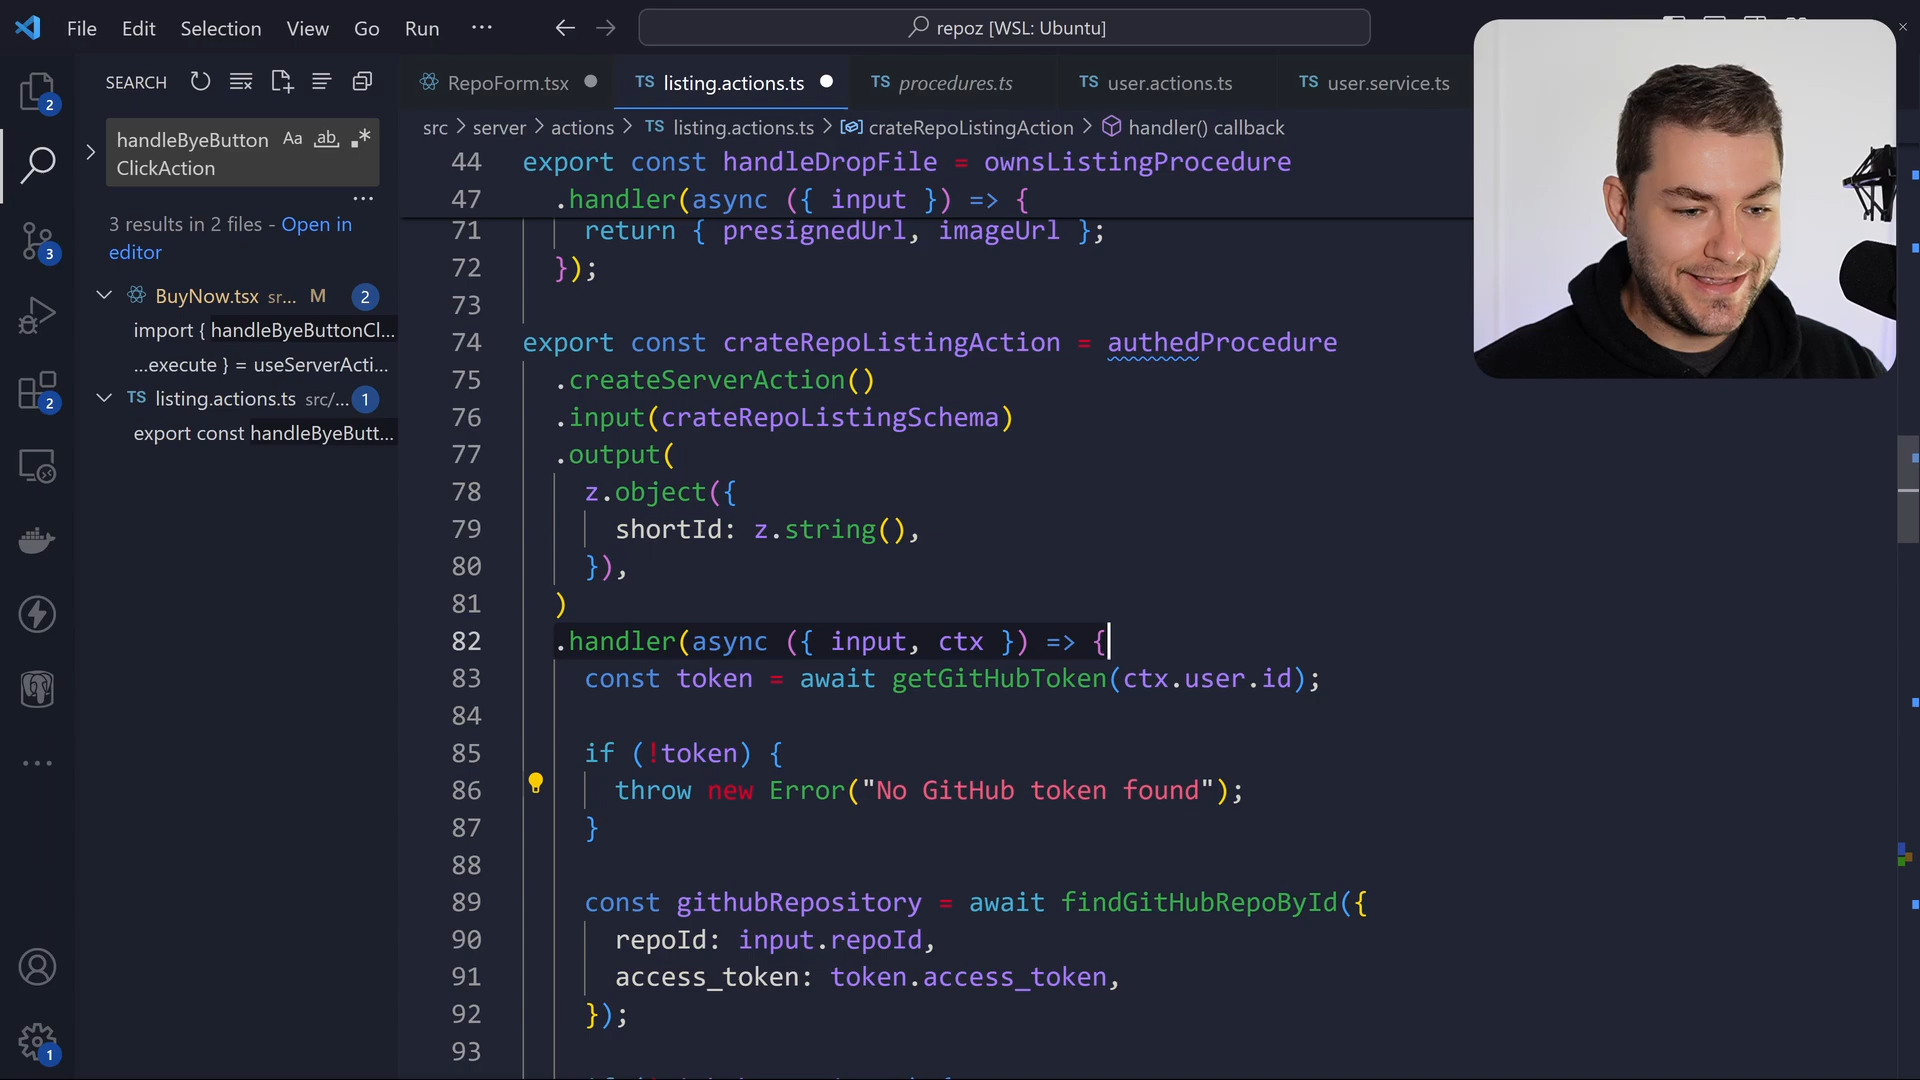 File Edit Selection View Go Run ···
repoz [WSL: Ubuntu]
SEARCH
RepoForm.tsx
TS listing.actions.ts
TS procedures.ts
TS user.actions.ts
TS user.service.ts
src > server > actions > TS listing.actions.ts > crateRepoListingAction > handler() callback
handleByeButton
ClickAction
Aa ab
3 results in 2 files - Open in
editor
BuyNow.tsx sr... M 2
import { handleByeButtonCl...
...execute } = useServerActi...
TS listing.actions.ts src/... 1
export const handleByeButt...
2
3
2
1
44 export const handleDropFile = ownsListingProcedure
47 .handler(async ({ input }) => {
71 return { presignedUrl, imageUrl };
72 });
73
74 export const crateRepoListingAction = authedProcedure
75 .createServerAction()
76 .input(crateRepoListingSchema)
77 .output(
78 z.object({
79 shortId: z.string(),
80 }),
81 )
82 .handler(async ({ input, ctx }) => {
83 const token = await getGitHubToken(ctx.user.id);
84
85 if (!token) {
86 throw new Error("No GitHub token found");
87 }
88
89 const githubRepository = await findGitHubRepoById({
90 repoId: input.repoId,
91 access_token: token.access_token,
92 });
93